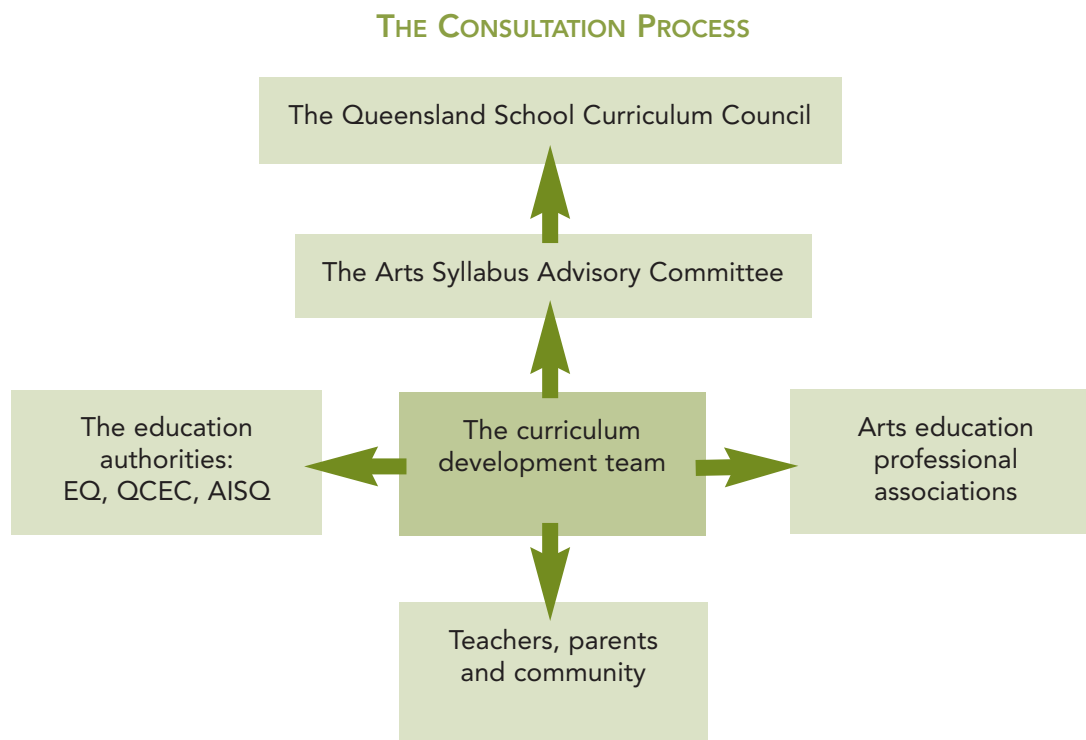 THE CONSULTATION PROCESS
The Queensland School Curriculum Council
The Arts Syllabus Advisory Committee
The education
authorities:
EQ, QCEC, AISQ
The curriculum
development team
Arts education
professional
associations
Teachers, parents
and community